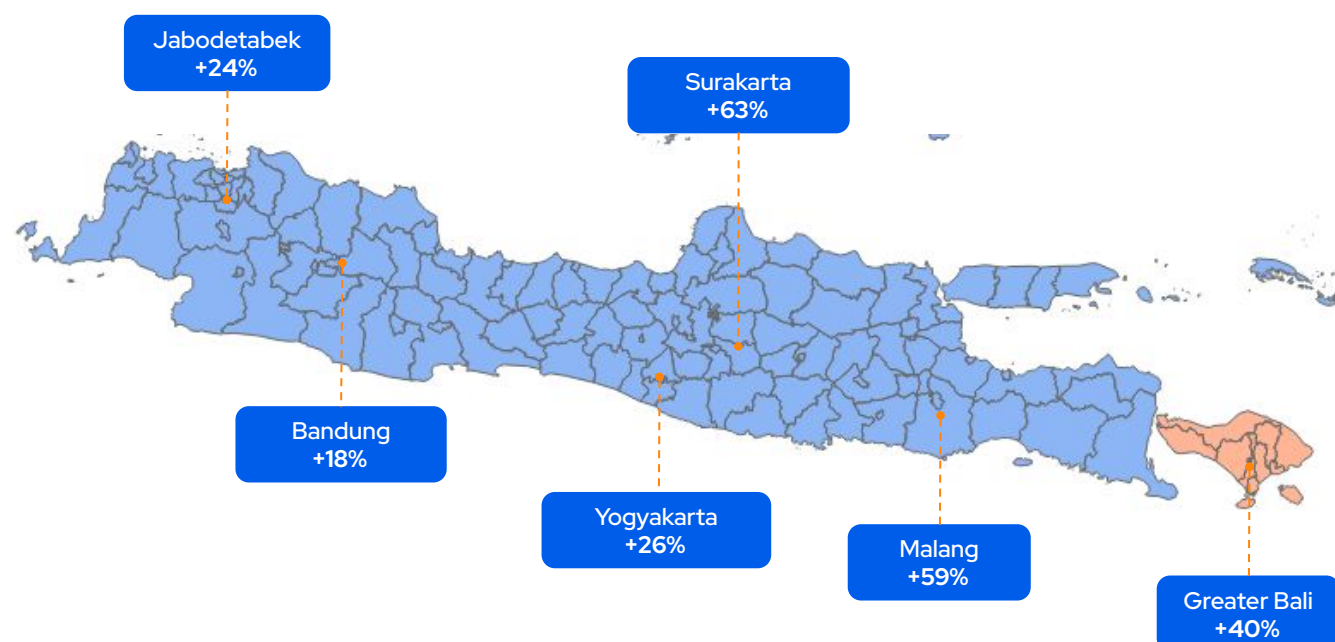 Jabodetabek
+24%
Surakarta
+63%
Bandung
+18%
Yogyakarta
+26%
Malang
+59%
Greater Bali
+40%